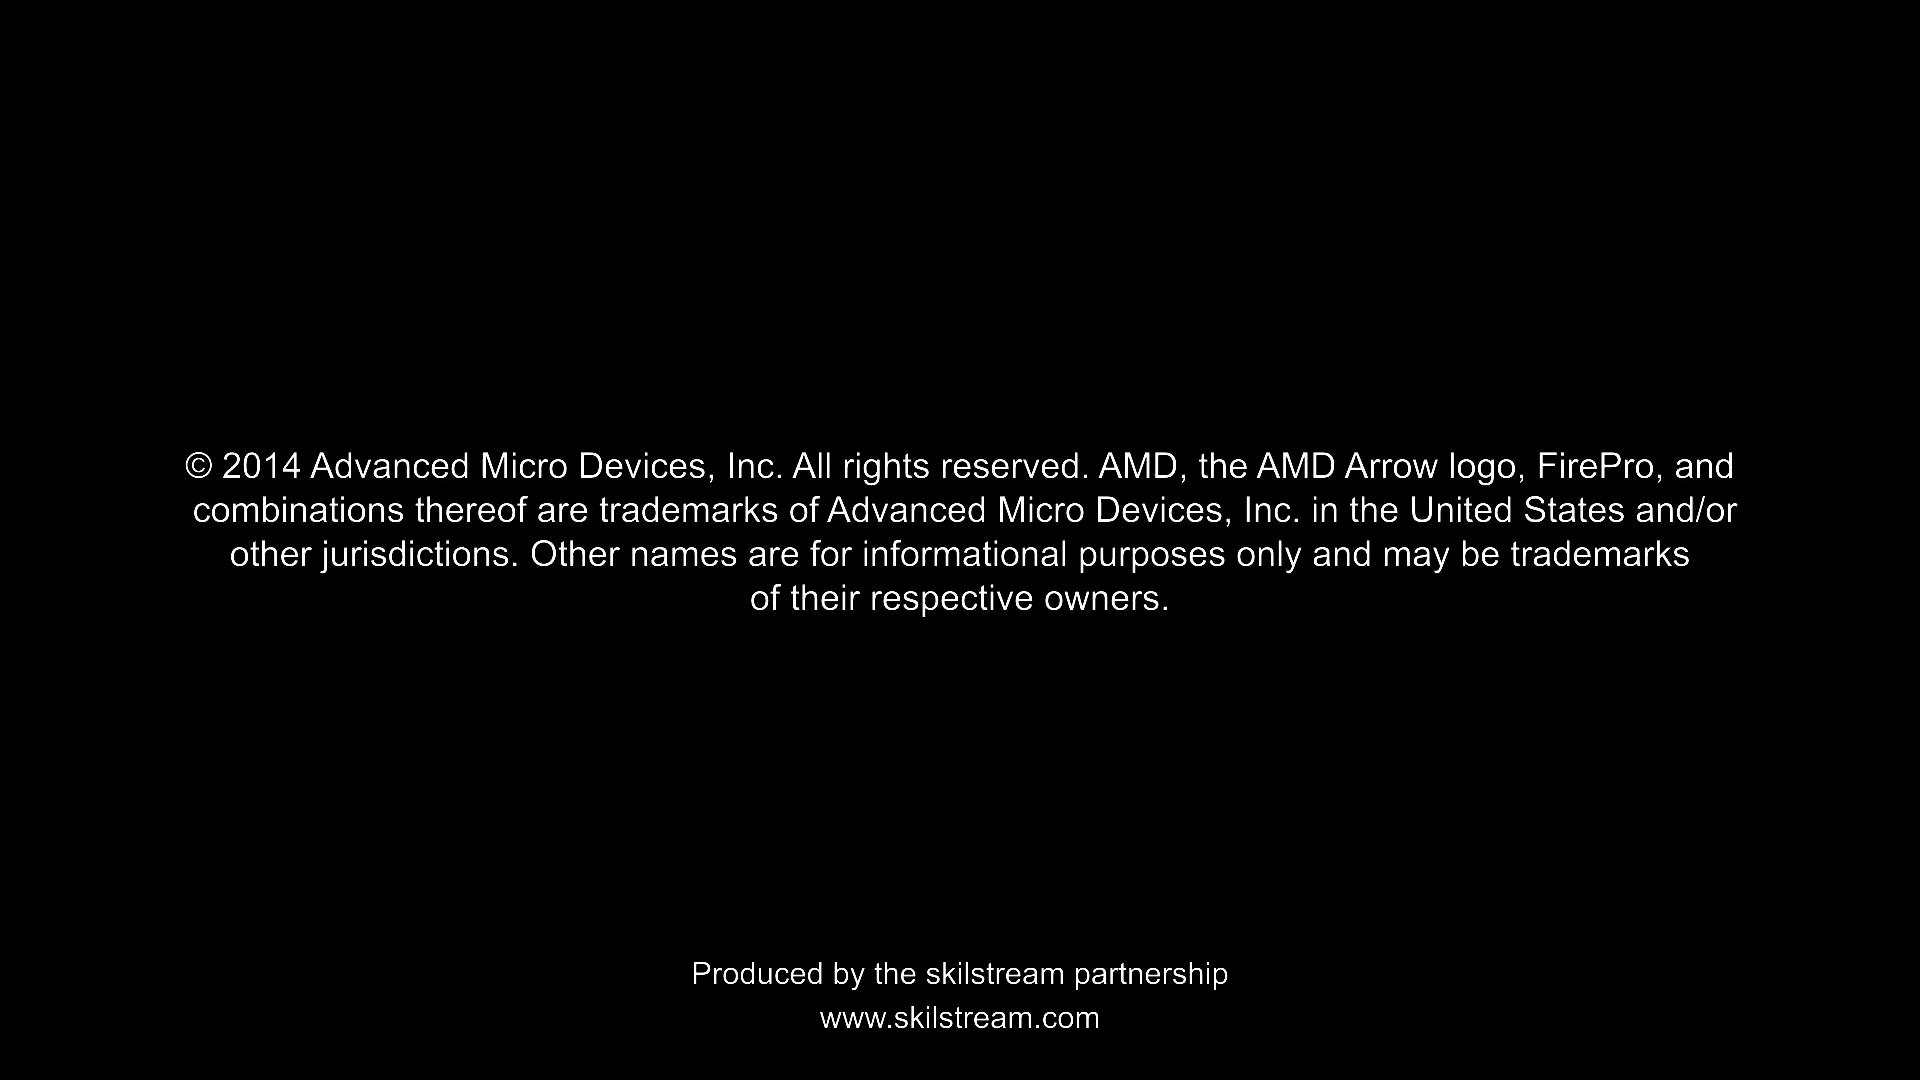 © 2014 Advanced Micro Devices, Inc. All rights reserved. AMD, the AMD Arrow logo, FirePro, and
combinations thereof are trademarks of Advanced Micro Devices, Inc. in the United States and/or
other jurisdictions. Other names are for informational purposes only and may be trademarks
of their respective owners.
Produced by the skilstream partnership
www.skilstream.com